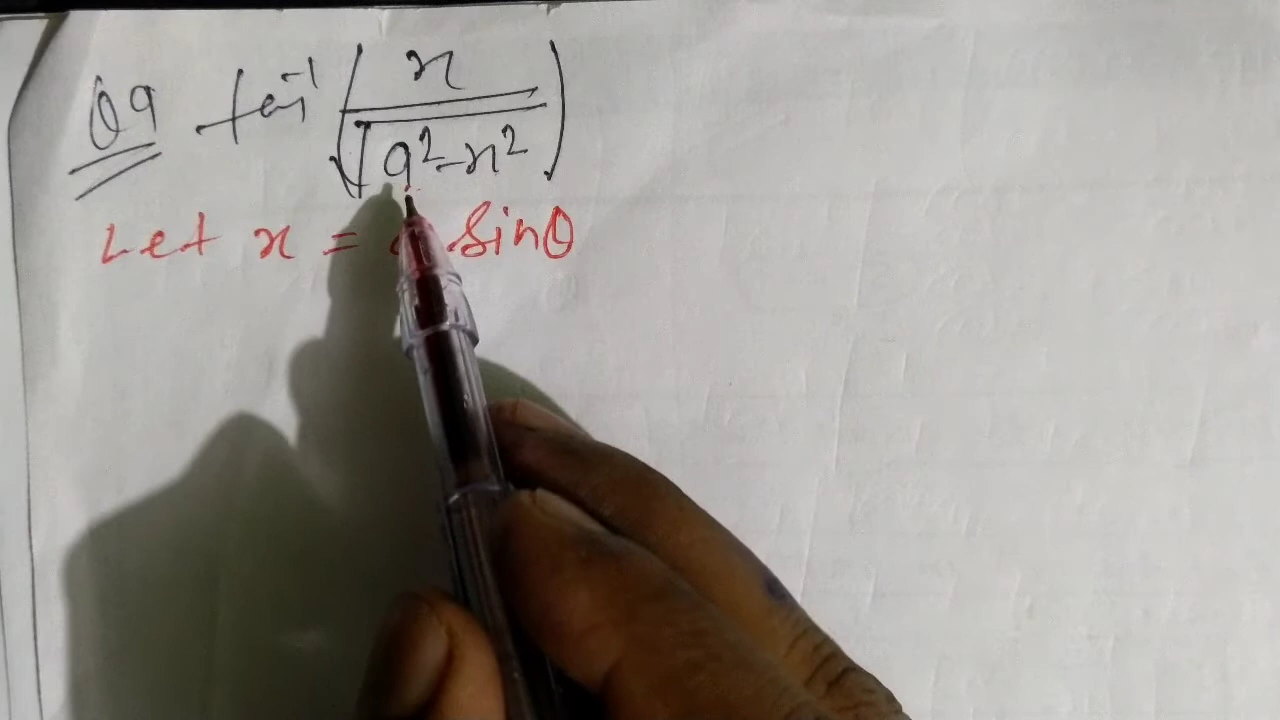 Q9 tan⁻¹ (x / √(a² - x²))
Let x = a sinθ